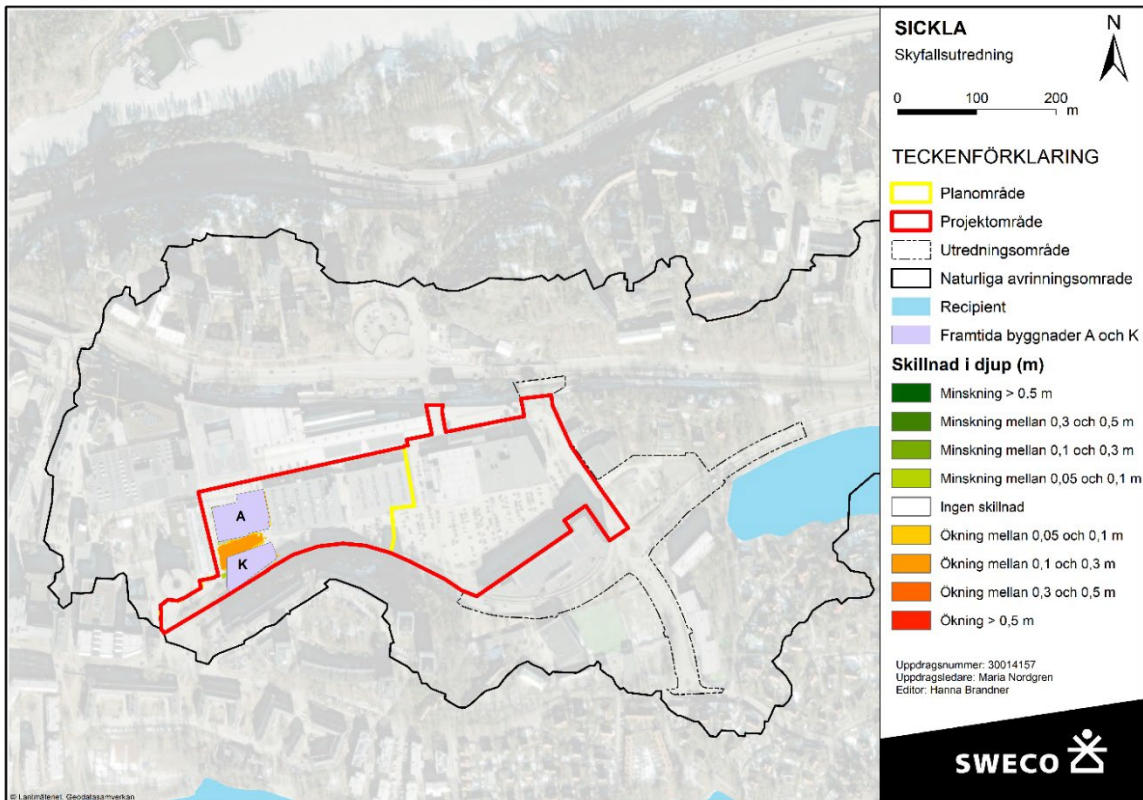 SICKLA
N
Skyfallsutredning
0 100 200
m
TECKENFÖRKLARING
Planområde
Projektområde
Utredningsområde
Naturliga avrinningsområde
Recipient
Framtida byggnader A och K
Skillnad i djup (m)
Minskning > 0.5 m
Minskning mellan 0,3 och 0,5 m
Minskning mellan 0,1 och 0,3 m
Minskning mellan 0,05 och 0,1 m
Ingen skillnad
Ökning mellan 0,05 och 0,1 m
Ökning mellan 0,1 och 0,3 m
Ökning mellan 0,3 och 0,5 m
Ökning > 0,5 m
Uppdragsnummer: 30014157
Uppdragsledare: Maria Nordgren
Editor: Hanna Brandner
SWECO
A
K
© Lantmäteriet, Geodatasamverkan